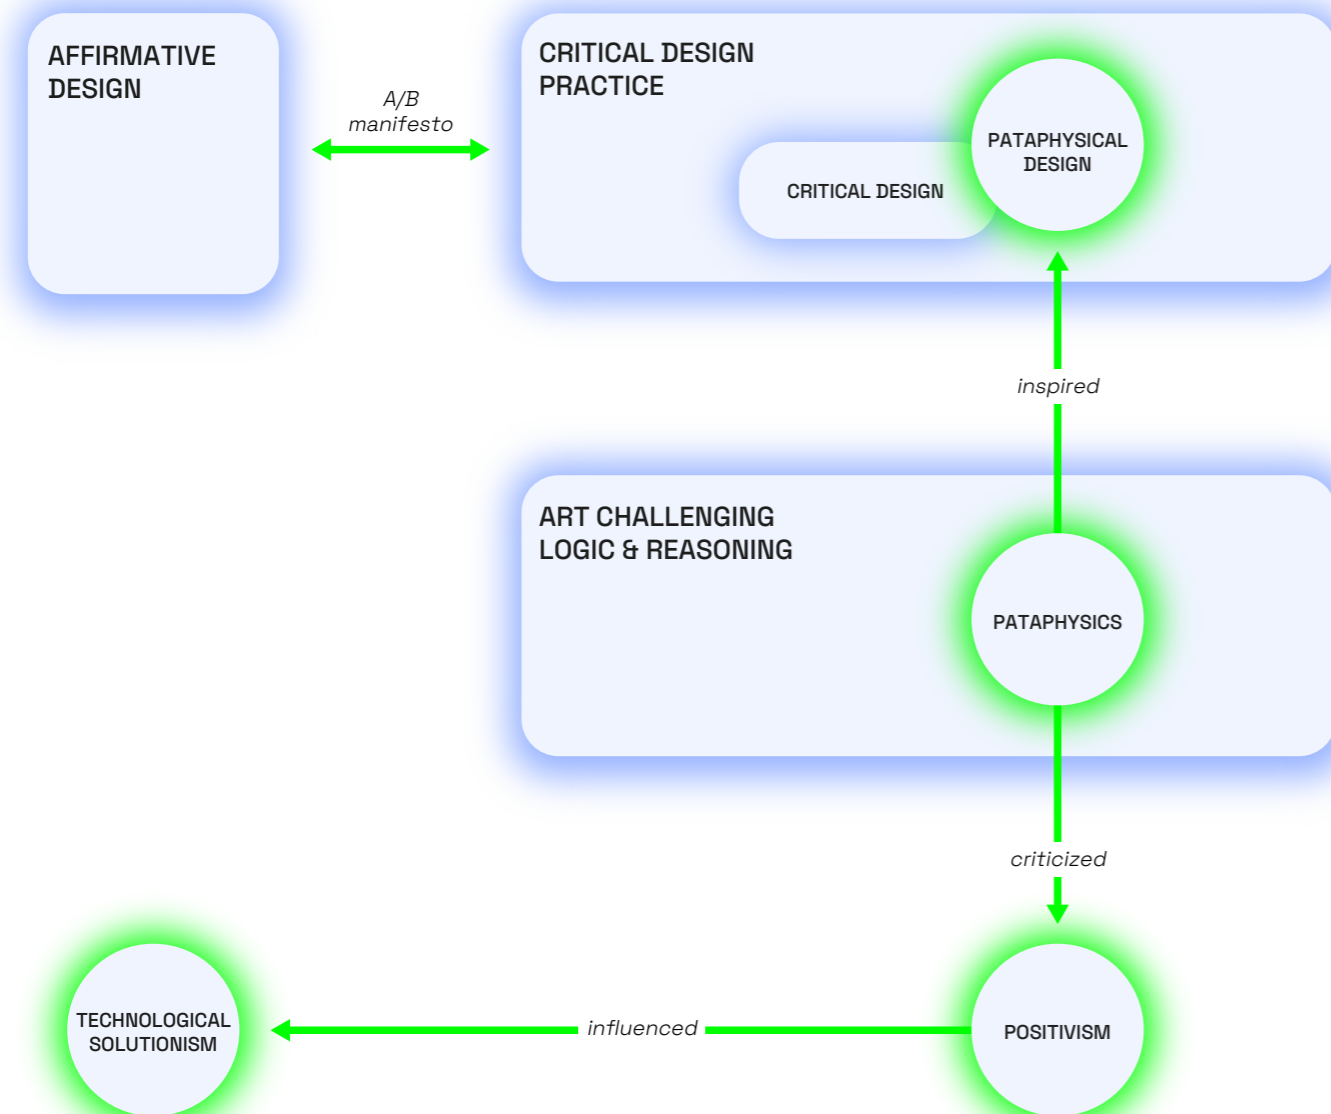 AFFIRMATIVE
DESIGN
A/B
manifesto
CRITICAL DESIGN
PRACTICE
PATAPHYSICAL
DESIGN
CRITICAL DESIGN
inspired
ART CHALLENGING
LOGIC & REASONING
PATAPHYSICS
criticized
TECHNOLOGICAL
SOLUTIONISM
influenced
POSITIVISM